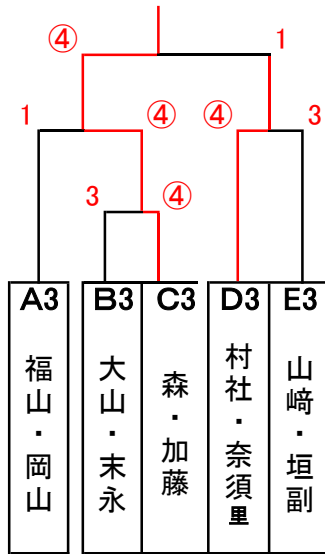 ④ 1
1 ④ ④ 3
3 ④
A3 B3 C3 D3 E3
福山・岡山
大山・末永
森・加藤
村社・奈須里
山﨑・垣副